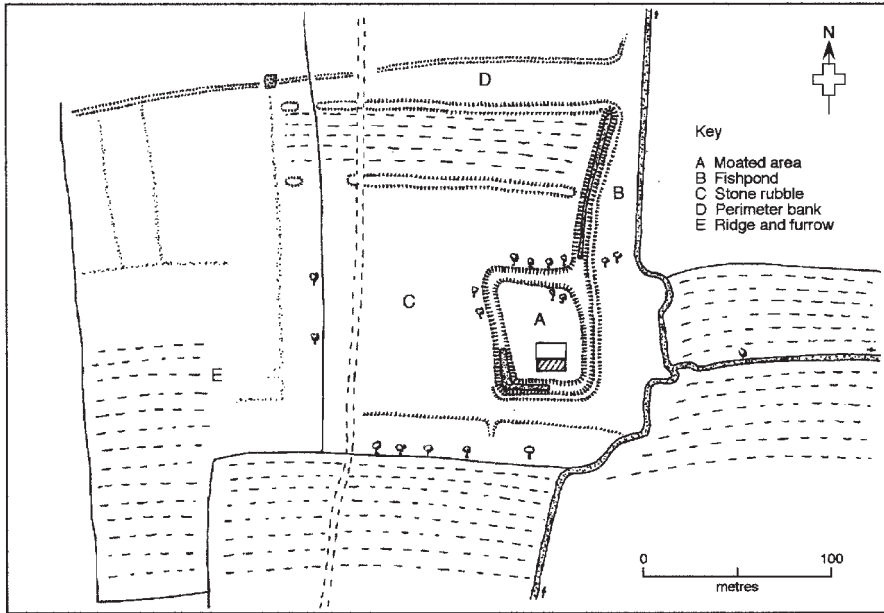 N
D
Key
A Moated area
B Fishpond
C Stone rubble
D Perimeter bank
E Ridge and furrow
B
C
A
E
0 100
metres